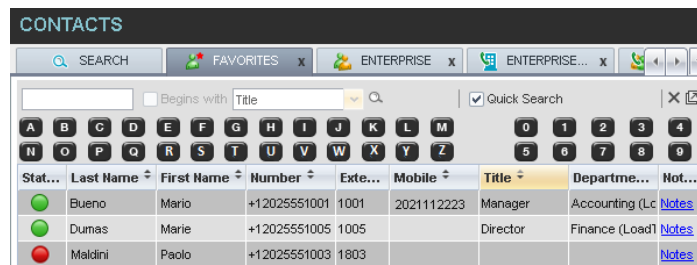 CONTACTS
SEARCH FAVORITES x ENTERPRISE x ENTERPRISE... x
Begins with Title Quick Search
A B C D E F G H I J K L M 0 1 2 3 4
N O P Q R S T U V W X Y Z 5 6 7 8 9
Stat... Last Name First Name Number Exte... Mobile Title Departme... Not...
Bueno Mario +12025551001 1001 2021112223 Manager Accounting (Lc Notes
Dumas Marie +12025551005 1005 Director Finance (Load1 Notes
Maldini Paolo +12025551003 1803 Notes